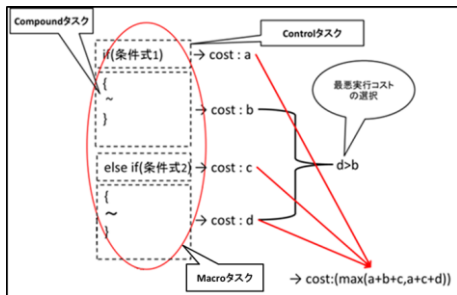 Compoundタスク
Controlタスク
if(条件式1)
→ cost : a
{
~
}
→ cost : b
最悪実行コスト
の選択
d>b
else if(条件式2)
→ cost : c
{
～
}
→ cost : d
Macroタスク
→ cost:(max(a+b+c,a+c+d))